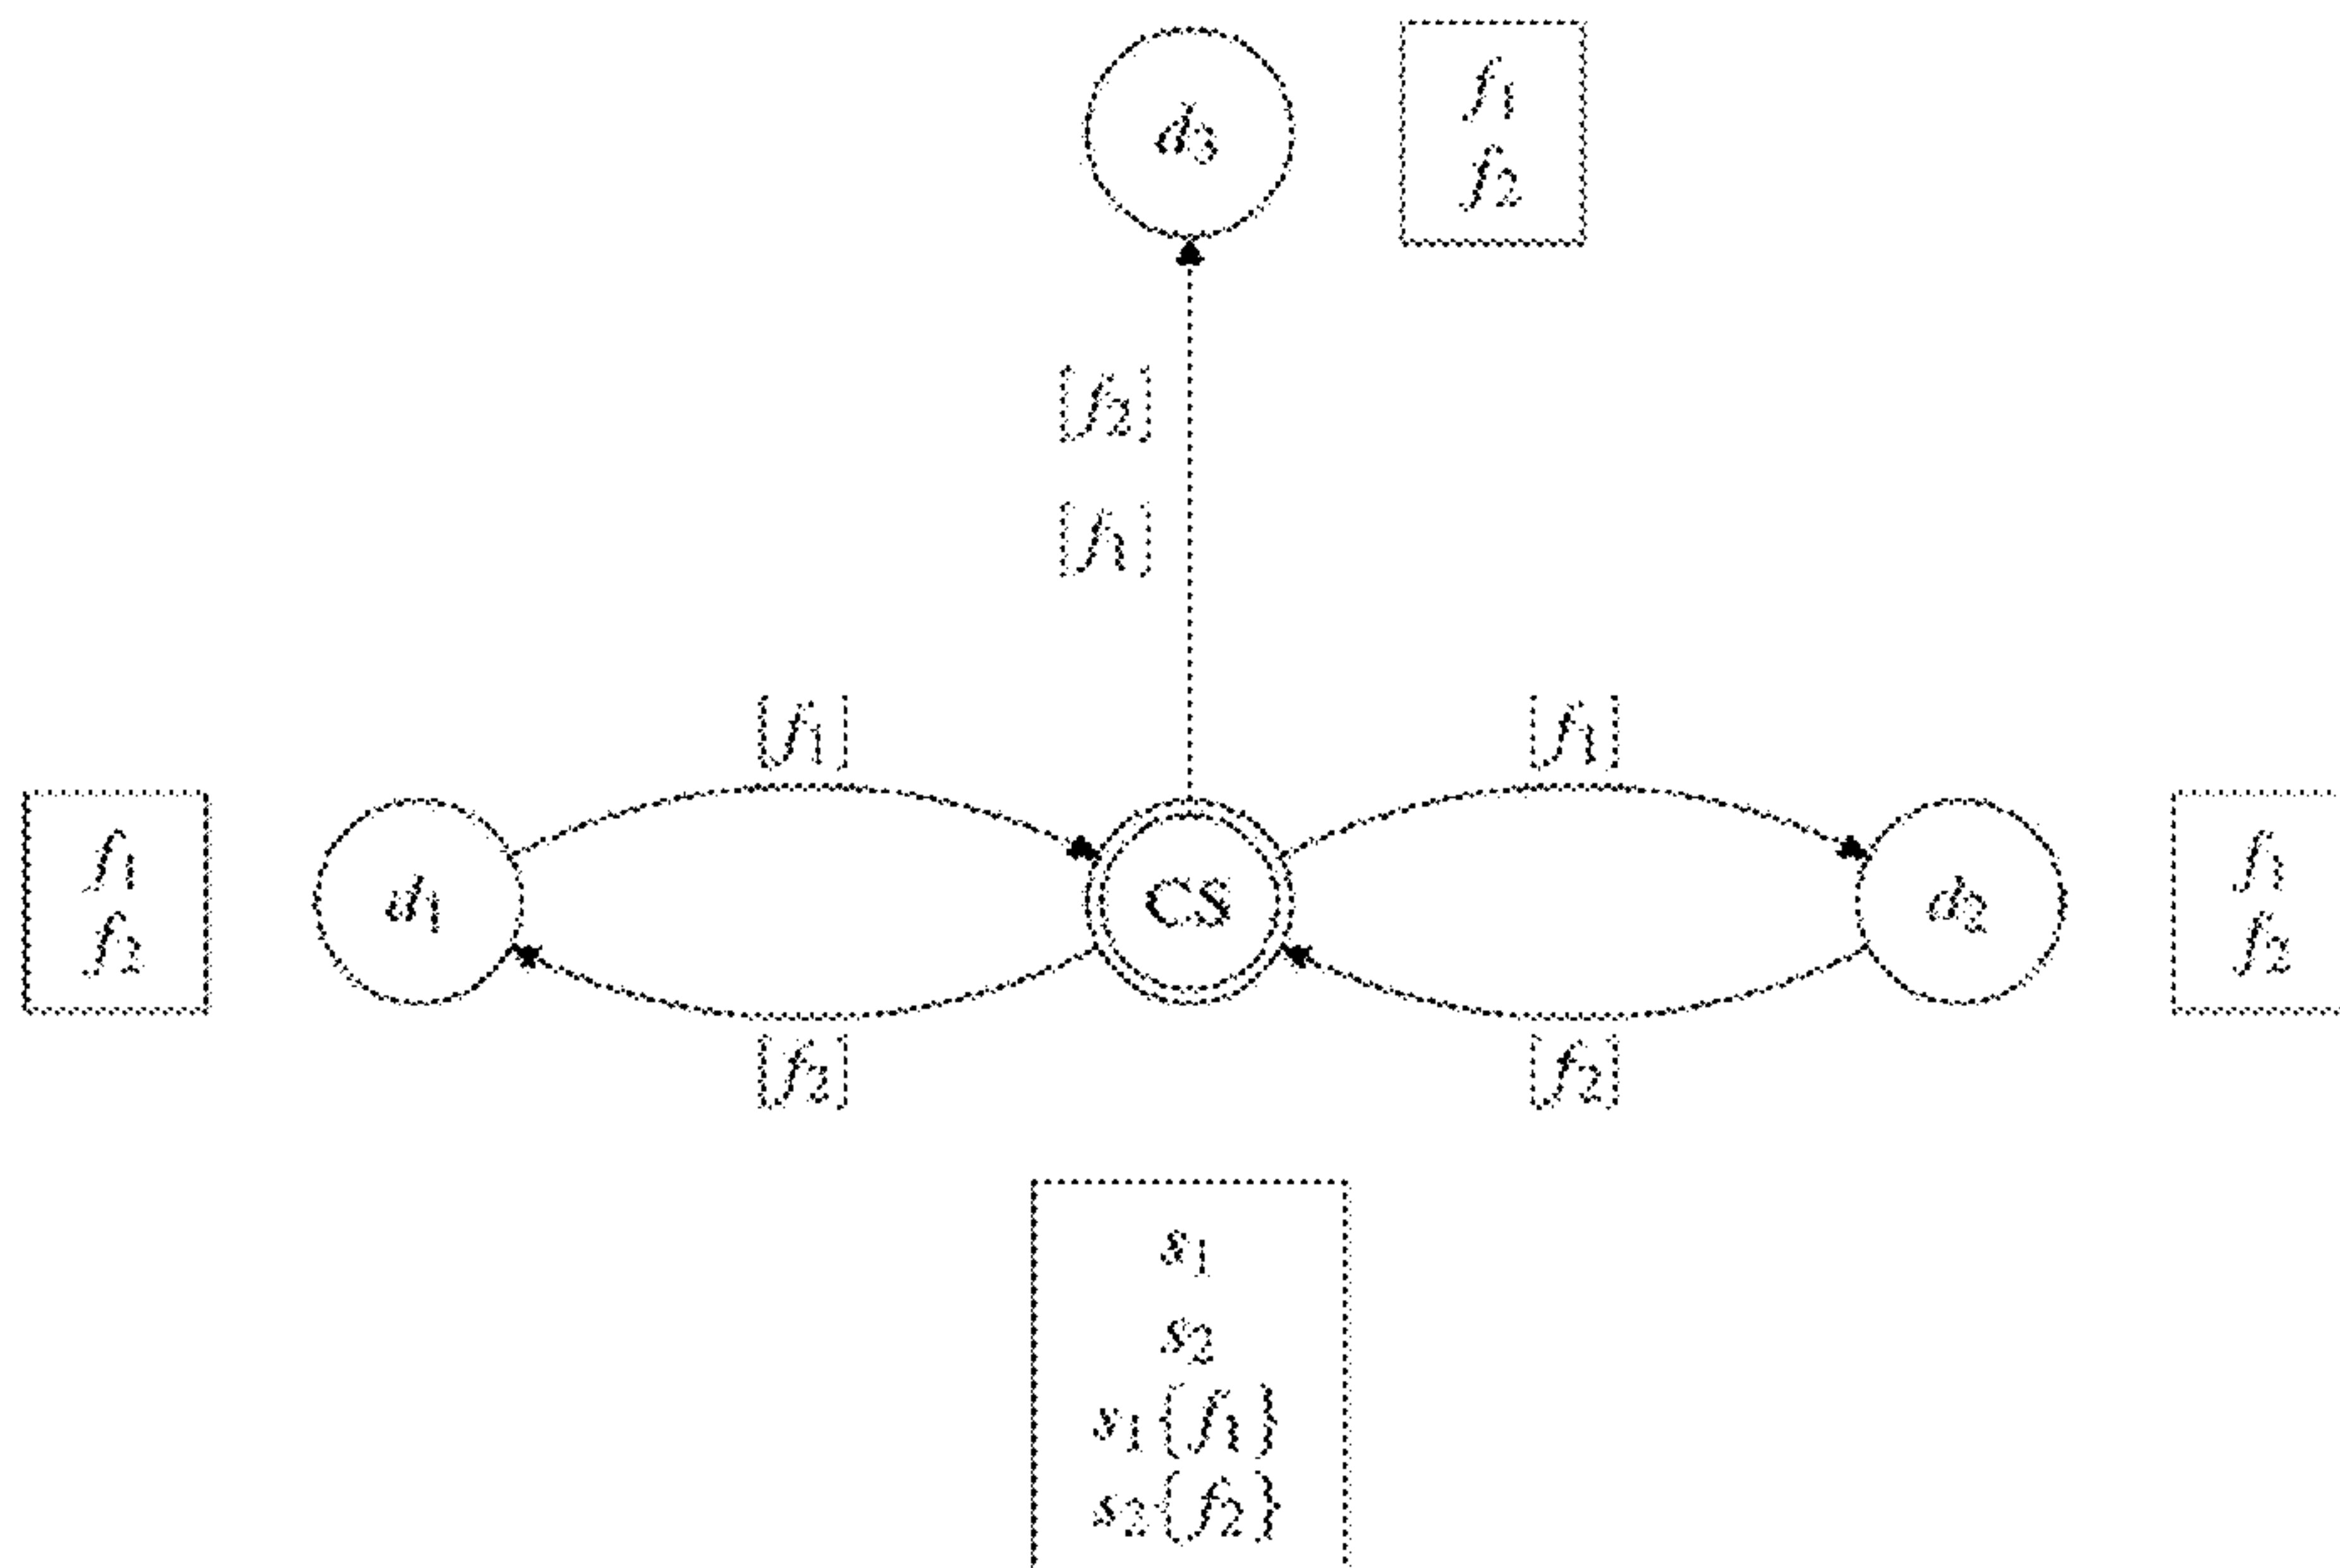 d₃
f₁
f₂
[f₂]
[f₁]
[f₁]
[f₁]
f₁
f₂
d₁
CS
d₂
f₁
f₂
[f₂]
[f₂]
s₁
s₂
s₁{f₁}
s₂{f₂}